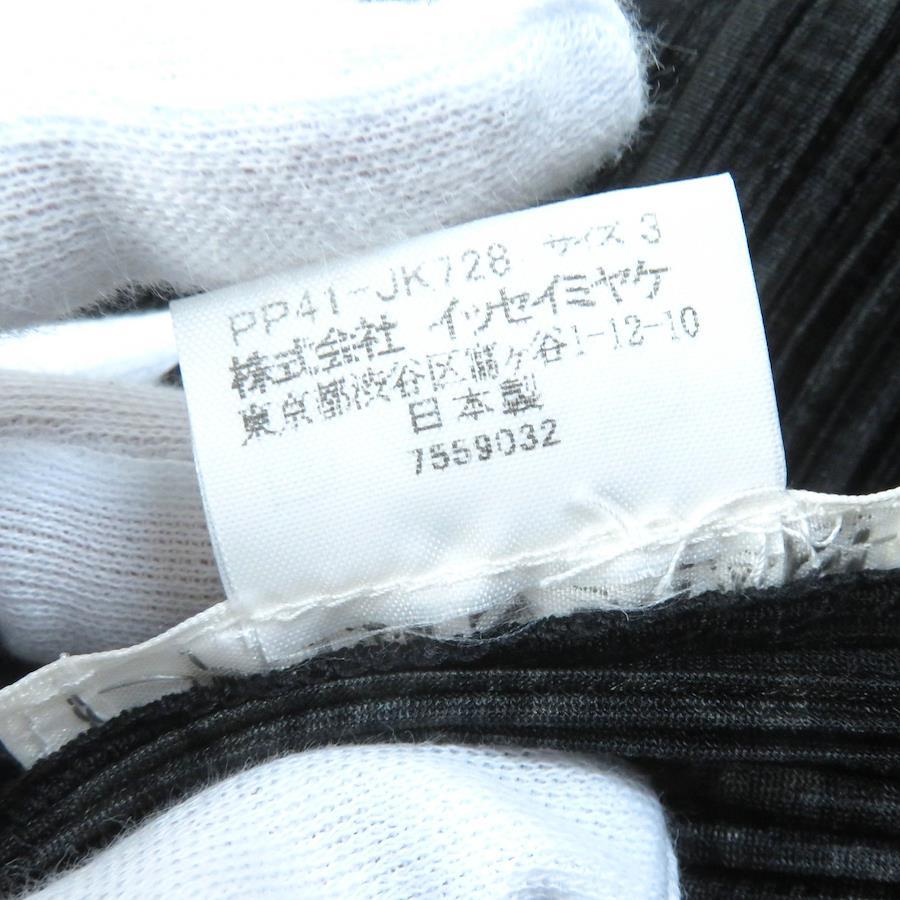 PP41-JK728 サイズ 3
株式会社 イッセイミヤケ
東京都渋谷区幡ヶ谷1-12-10
日本製
7559032